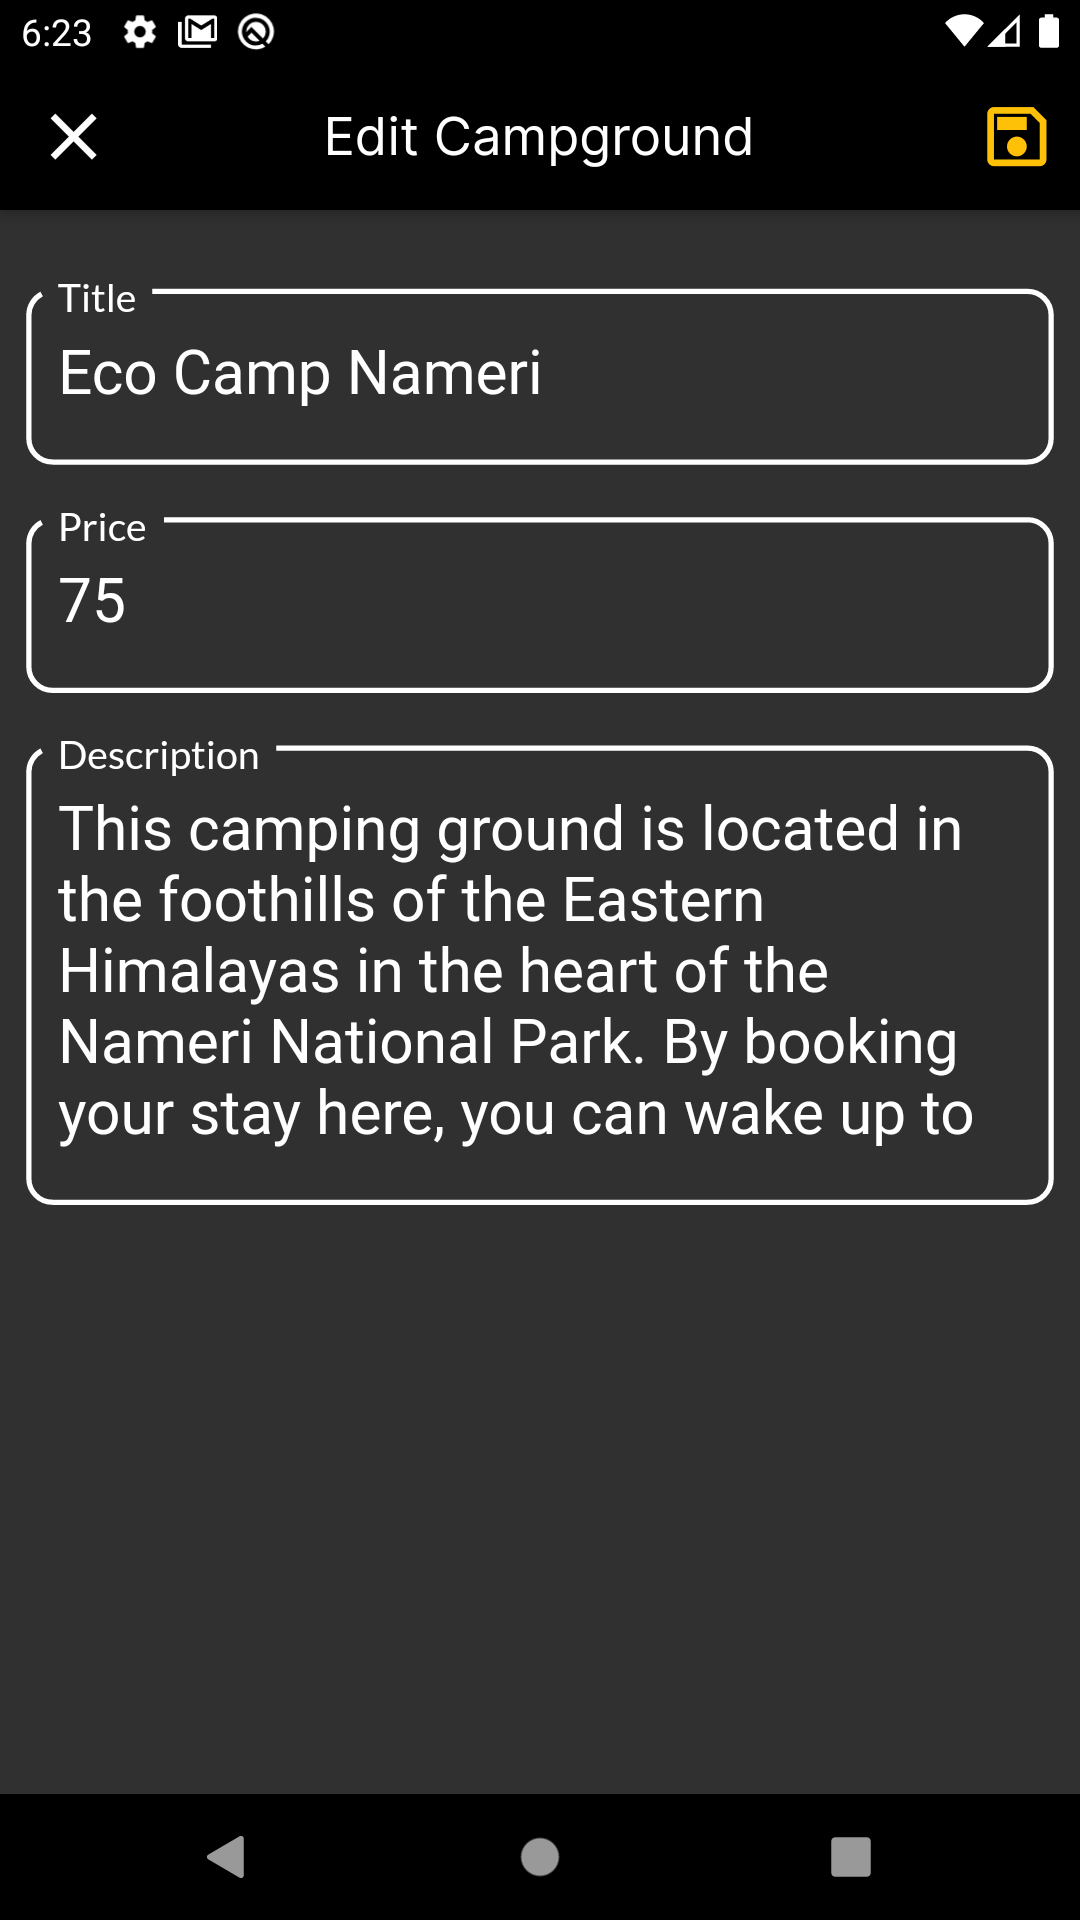 6:23
Edit Campground
Title
Eco Camp Nameri
Price
75
Description
This camping ground is located in
the foothills of the Eastern
Himalayas in the heart of the
Nameri National Park. By booking
your stay here, you can wake up to